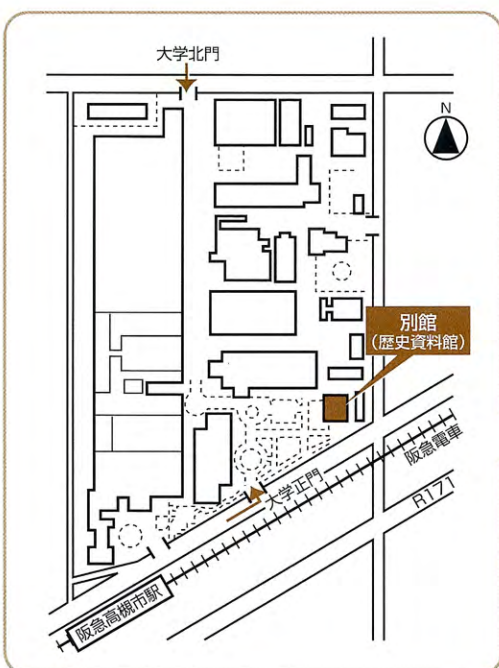 大学北門
N
別館
(歴史資料館)
阪急電車
大学正門
R171
阪急高槻市駅